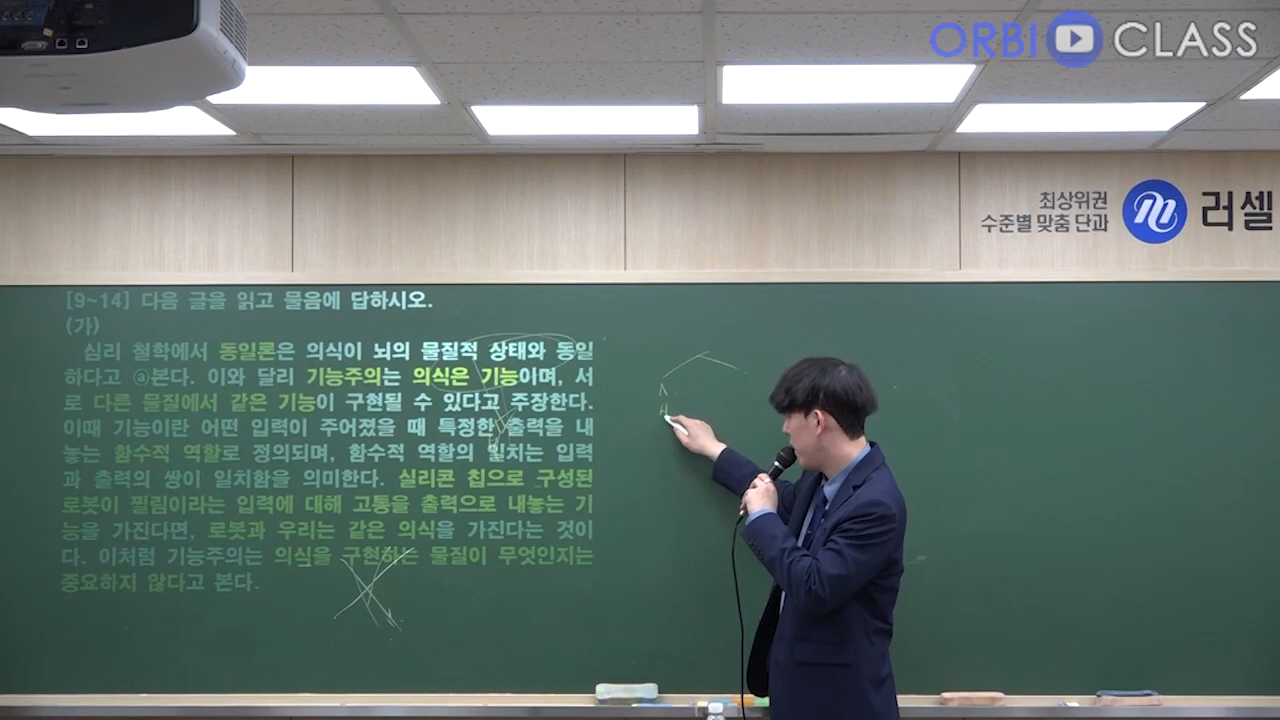 ORBI CLASS
최상위권
수준별 맞춤 단과
러셀
[9~14] 다음 글을 읽고 물음에 답하시오.
(가)
심리 철학에서 동일론은 의식이 뇌의 물질적 상태와 동일
하다고 ⓐ본다. 이와 달리 기능주의는 의식은 기능이며, 서
로 다른 물질에서 같은 기능이 구현될 수 있다고 주장한다.
이때 기능이란 어떤 입력이 주어졌을 때 특정한 출력을 내
놓는 함수적 역할로 정의되며, 함수적 역할의 일치는 입력
과 출력의 쌍이 일치함을 의미한다. 실리콘 칩으로 구성된
로봇이 찔림이라는 입력에 대해 고통을 출력으로 내놓는 기
능을 가진다면, 로봇과 우리는 같은 의식을 가진다는 것이
다. 이처럼 기능주의는 의식을 구현하는 물질이 무엇인지는
중요하지 않다고 본다.